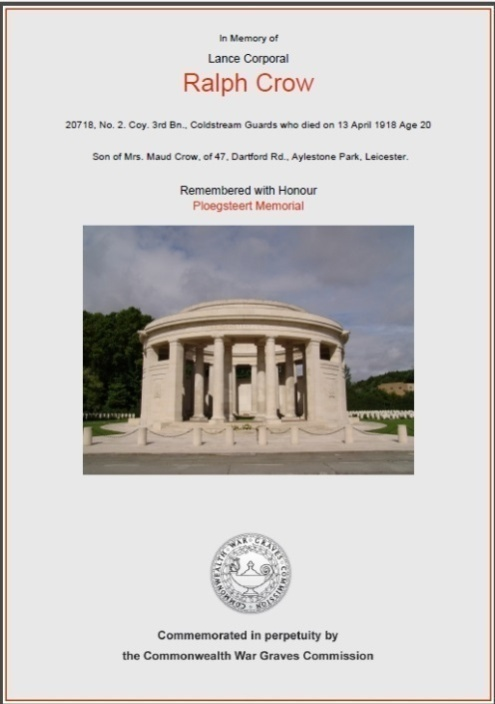 In Memory of
Lance Corporal
Ralph Crow
20718, No. 2. Coy. 3rd Bn., Coldstream Guards who died on 13 April 1918 Age 20
Son of Mrs. Maud Crow, of 47, Dartford Rd., Aylestone Park, Leicester.
Remembered with Honour
Ploegsteert Memorial
COMMONWEALTH · WAR · GRAVES · COMMISSION
Commemorated in perpetuity by
the Commonwealth War Graves Commission